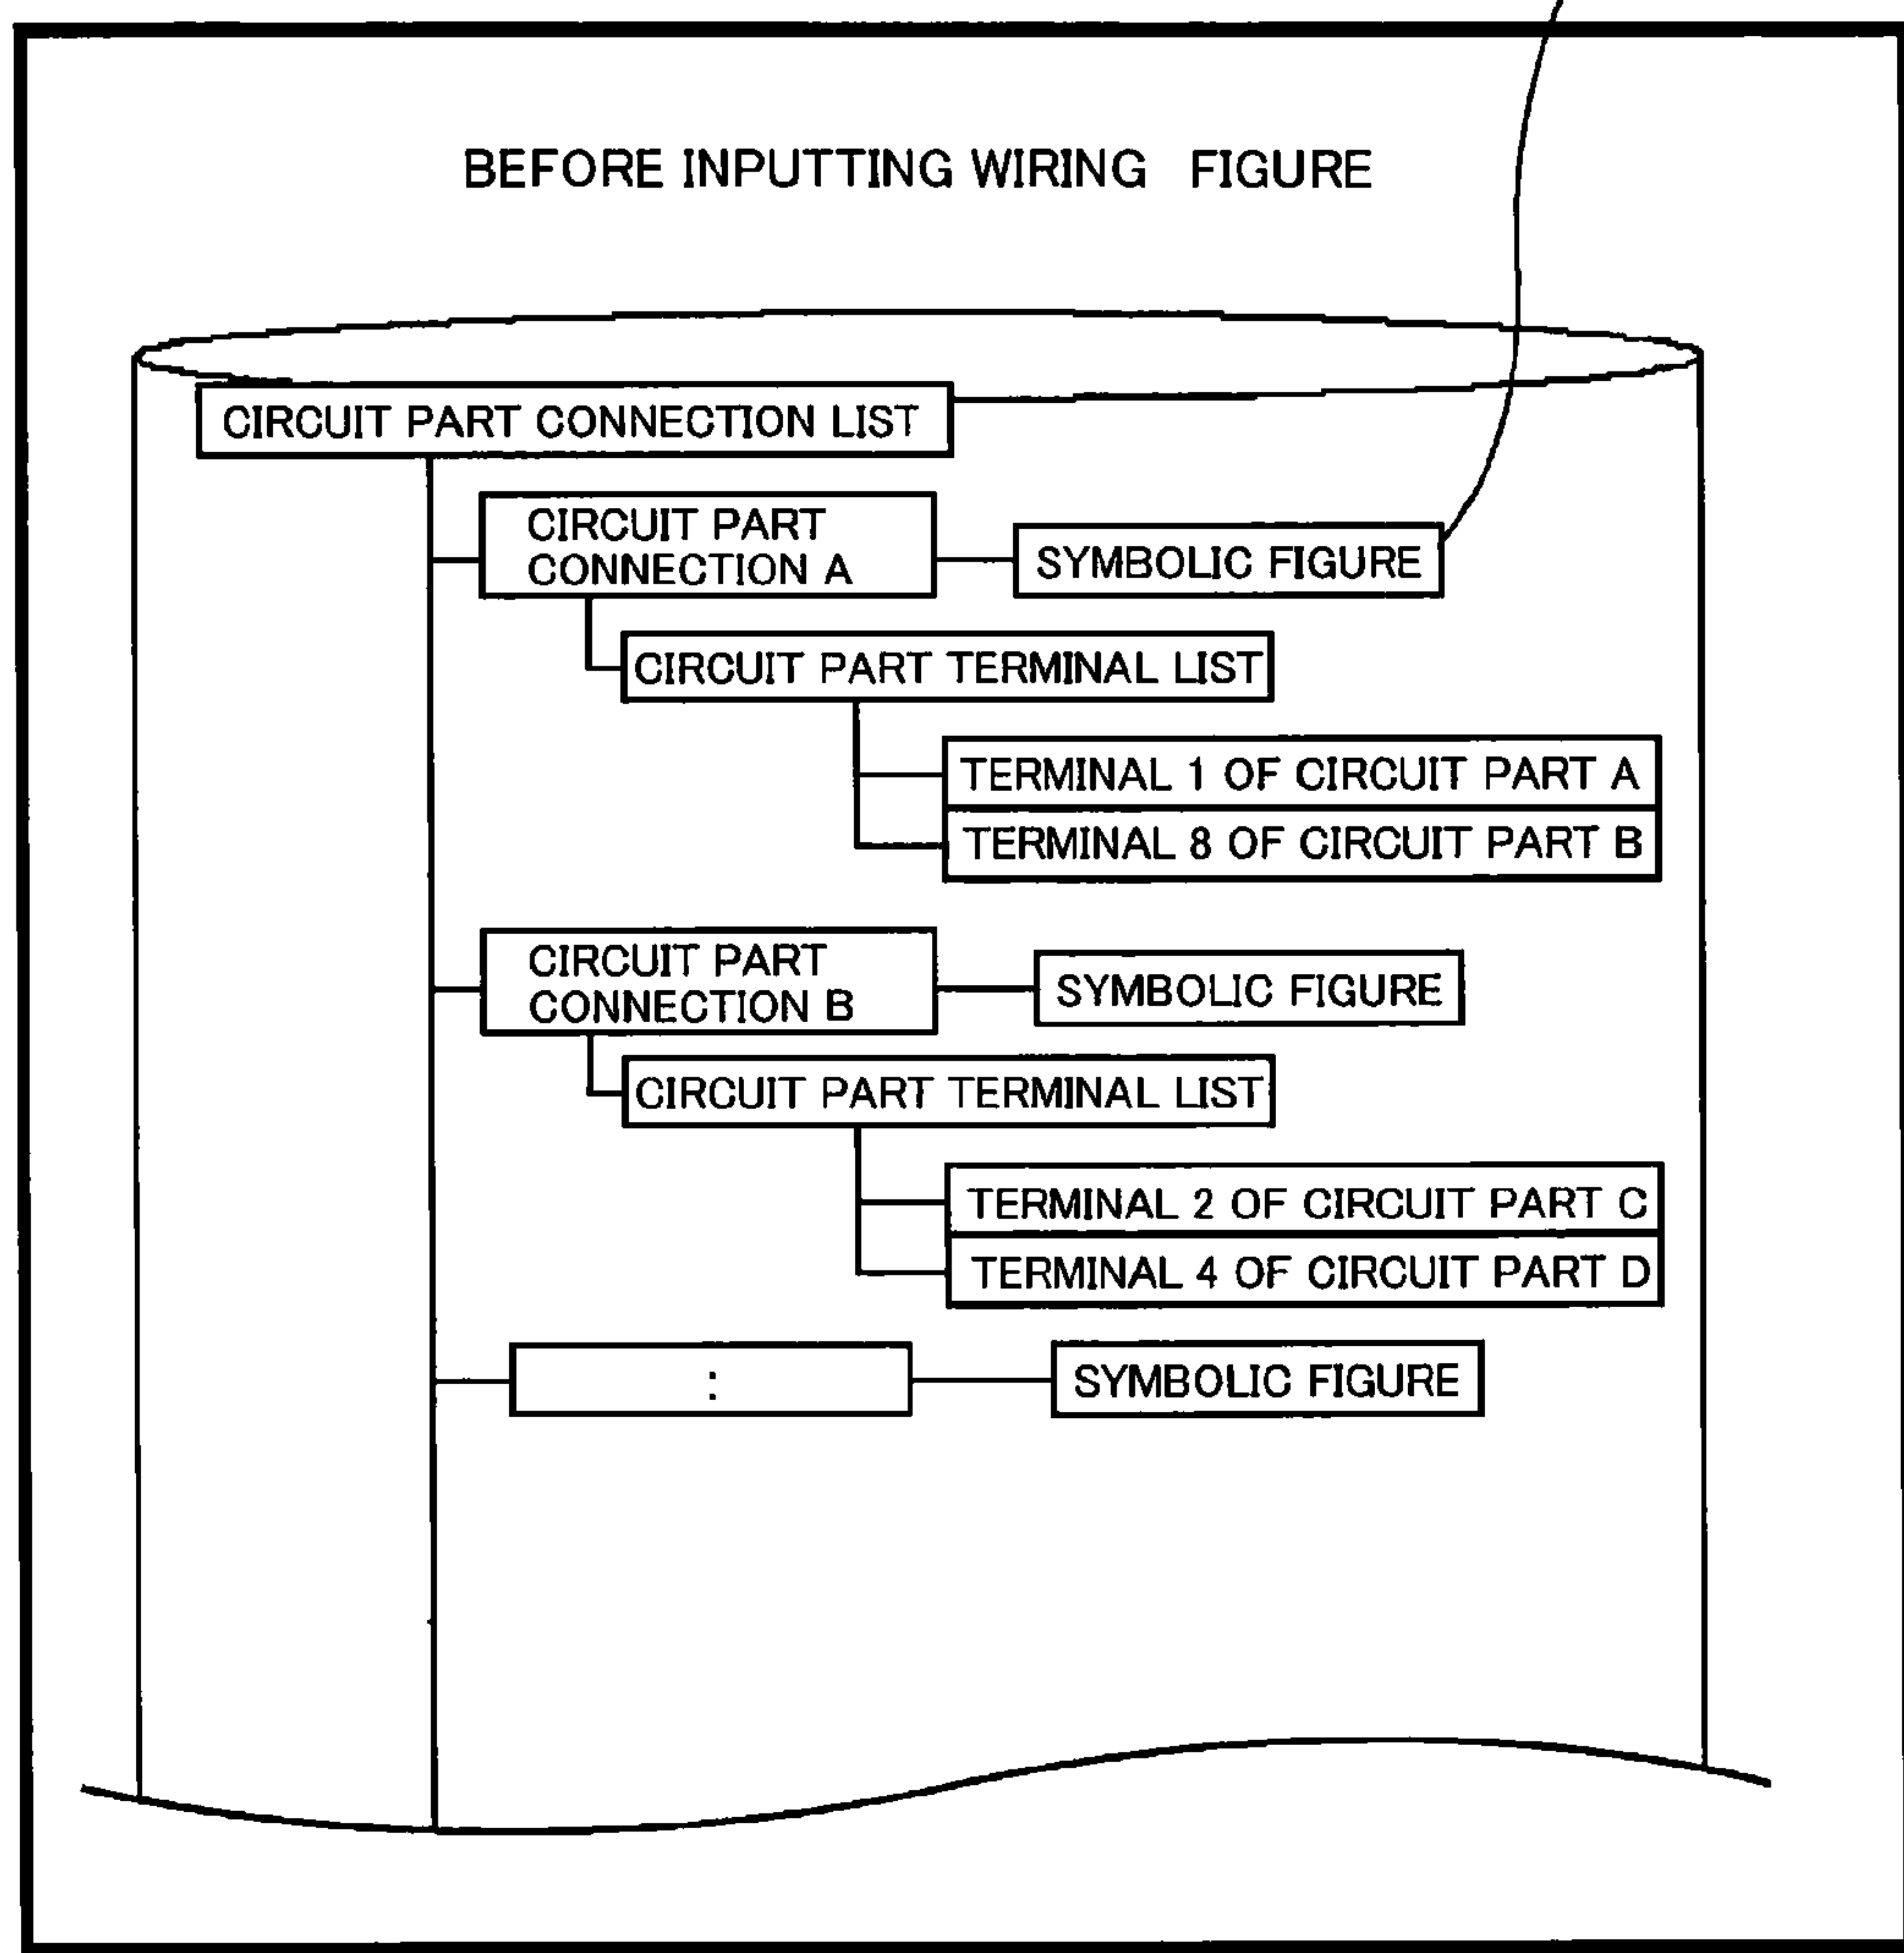 BEFORE INPUTTING WIRING FIGURE
CIRCUIT PART CONNECTION LIST
CIRCUIT PART
CONNECTION A
SYMBOLIC FIGURE
CIRCUIT PART TERMINAL LIST
TERMINAL 1 OF CIRCUIT PART A
TERMINAL 8 OF CIRCUIT PART B
CIRCUIT PART
CONNECTION B
SYMBOLIC FIGURE
CIRCUIT PART TERMINAL LIST
TERMINAL 2 OF CIRCUIT PART C
TERMINAL 4 OF CIRCUIT PART D
:
SYMBOLIC FIGURE